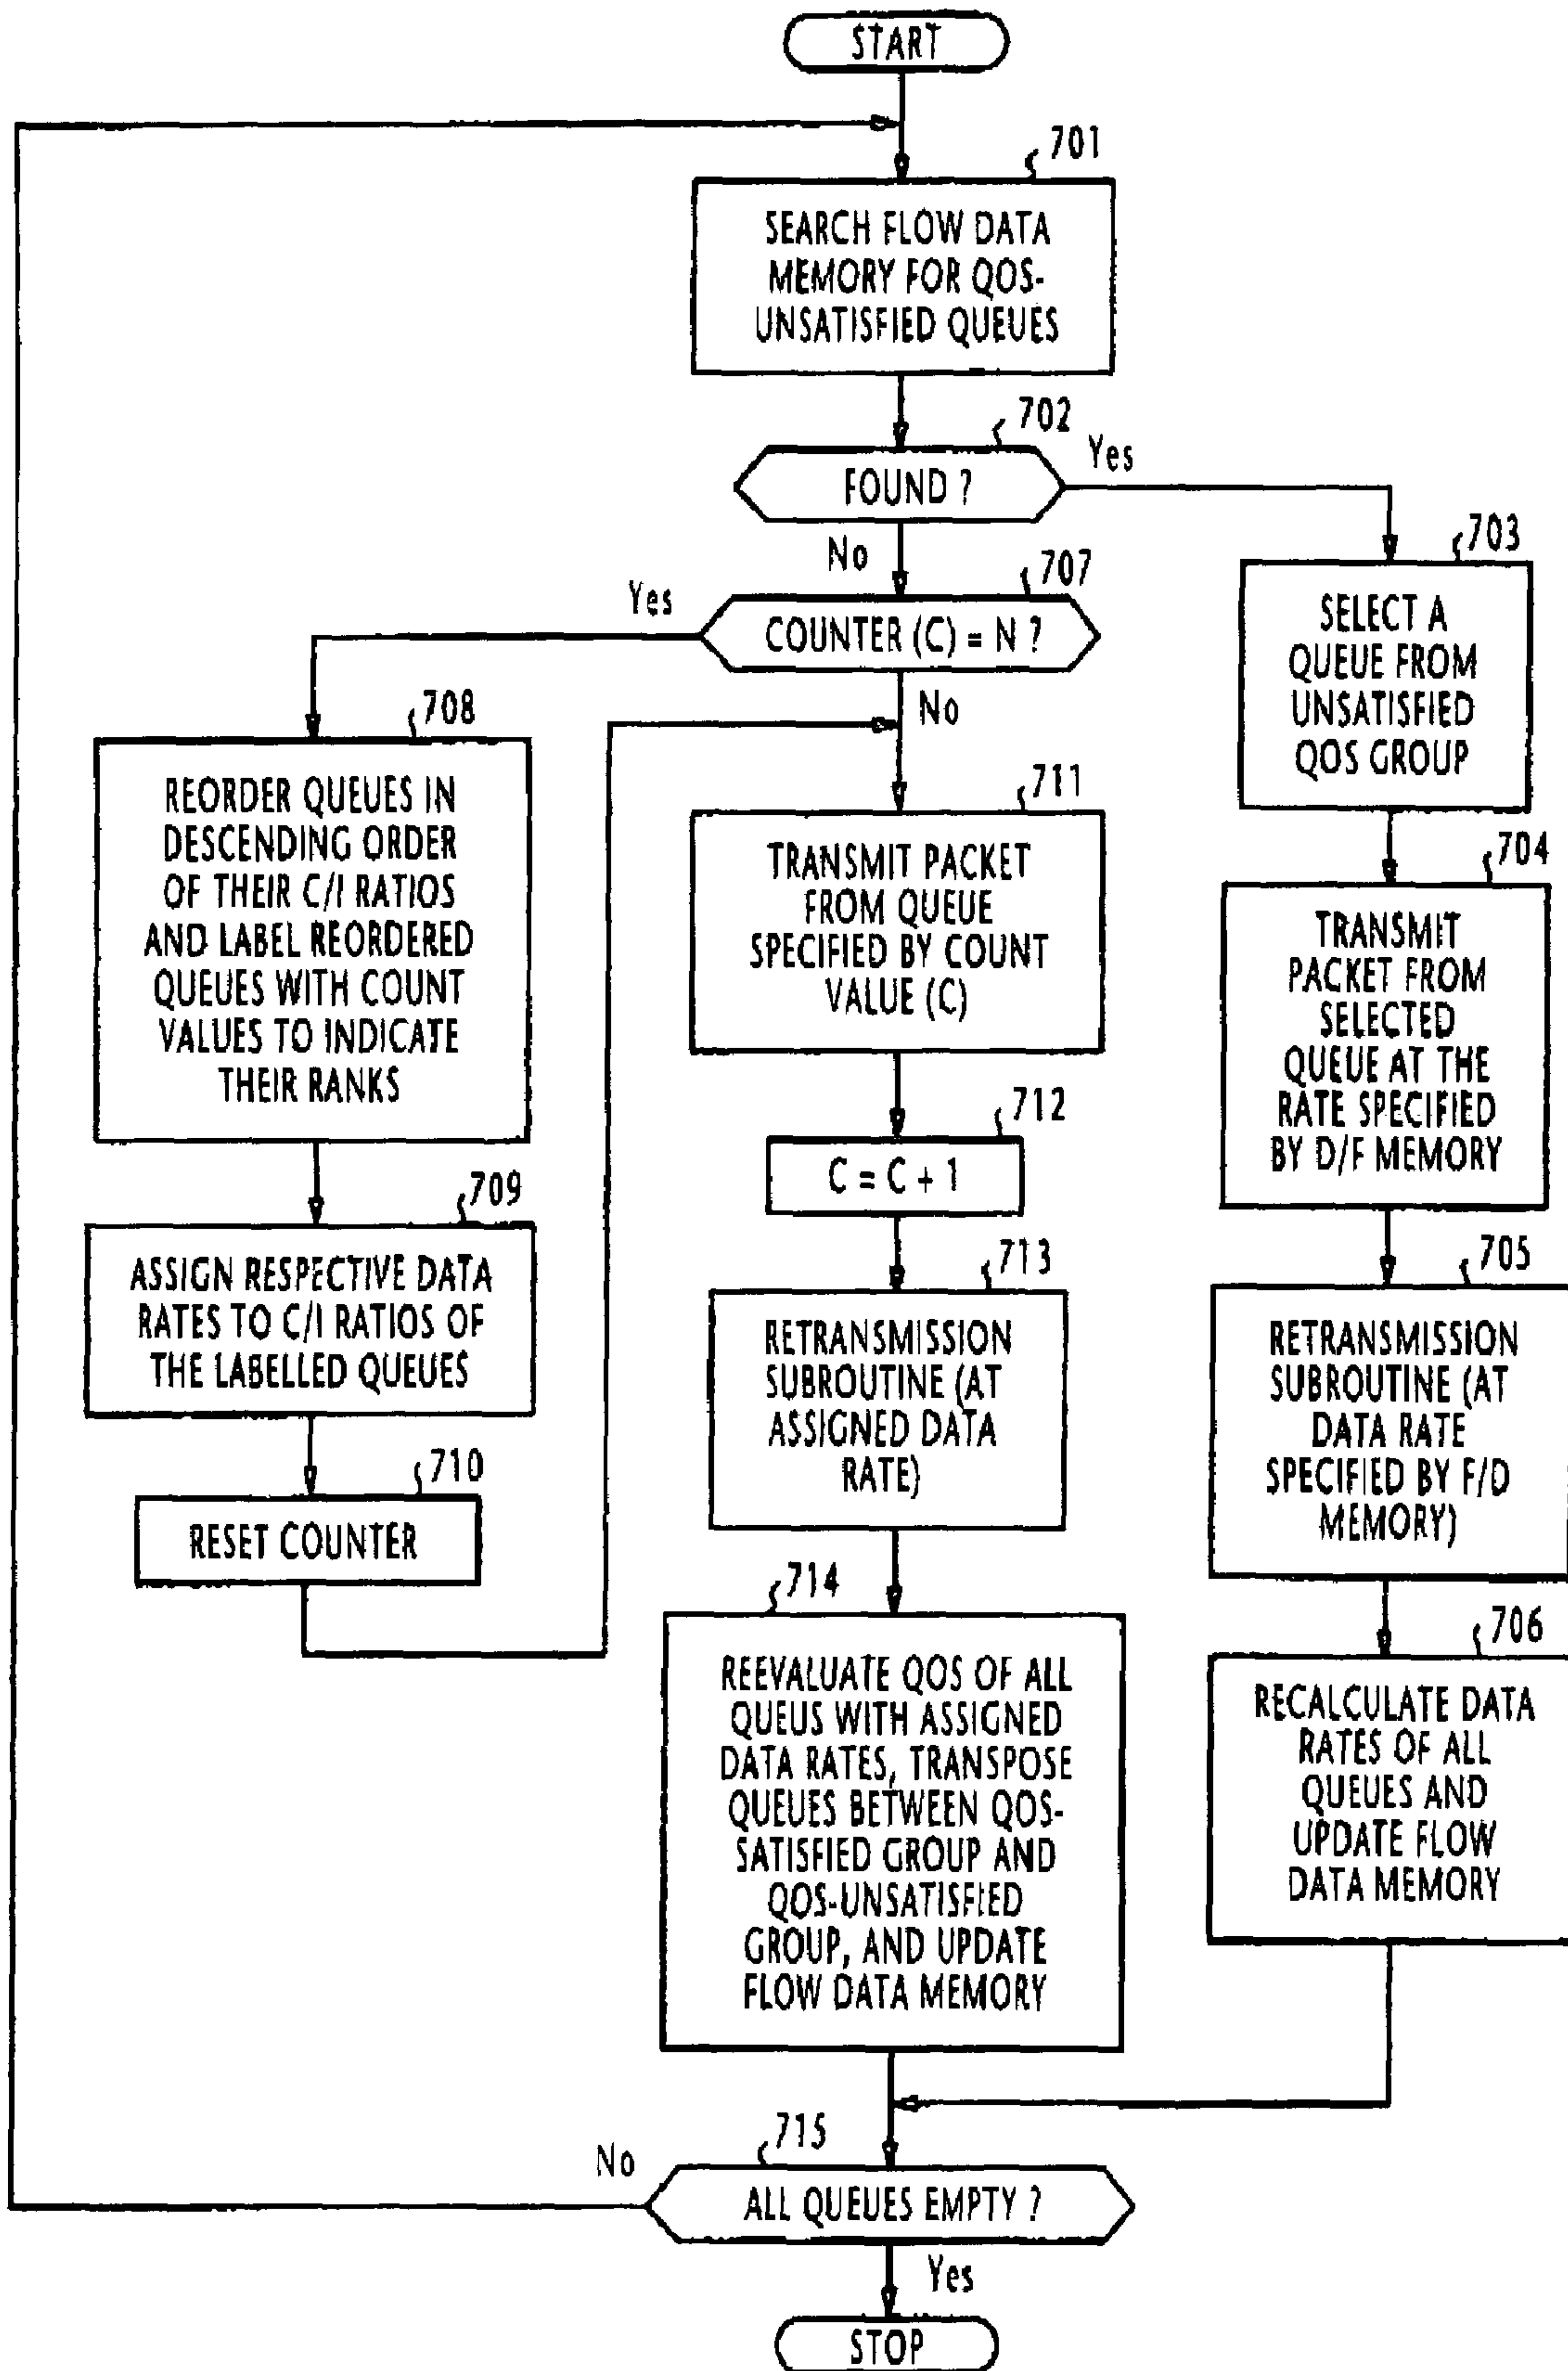 START
701
SEARCH FLOW DATA
MEMORY FOR QOS-
UNSATISFIED QUEUES
702
FOUND ?
Yes
No
703
SELECT A
QUEUE FROM
UNSATISFIED
QOS GROUP
704
TRANSMIT
PACKET FROM
SELECTED
QUEUE AT THE
RATE SPECIFIED
BY D/F MEMORY
705
RETRANSMISSION
SUBROUTINE (AT
DATA RATE
SPECIFIED BY F/D
MEMORY)
706
RECALCULATE DATA
RATES OF ALL
QUEUES AND
UPDATE FLOW
DATA MEMORY
707
COUNTER (C) = N ?
Yes
No
708
REORDER QUEUES IN
DESCENDING ORDER
OF THEIR C/I RATIOS
AND LABEL REORDERED
QUEUES WITH COUNT
VALUES TO INDICATE
THEIR RANKS
709
ASSIGN RESPECTIVE DATA
RATES TO C/I RATIOS OF
THE LABELLED QUEUES
710
RESET COUNTER
711
TRANSMIT PACKET
FROM QUEUE
SPECIFIED BY COUNT
VALUE (C)
712
C = C + 1
713
RETRANSMISSION
SUBROUTINE (AT
ASSIGNED DATA
RATE)
714
REEVALUATE QOS OF ALL
QUEUS WITH ASSIGNED
DATA RATES, TRANSPOSE
QUEUES BETWEEN QOS-
SATISFIED GROUP AND
QOS-UNSATISFIED
GROUP, AND UPDATE
FLOW DATA MEMORY
715
ALL QUEUES EMPTY ?
No
Yes
STOP